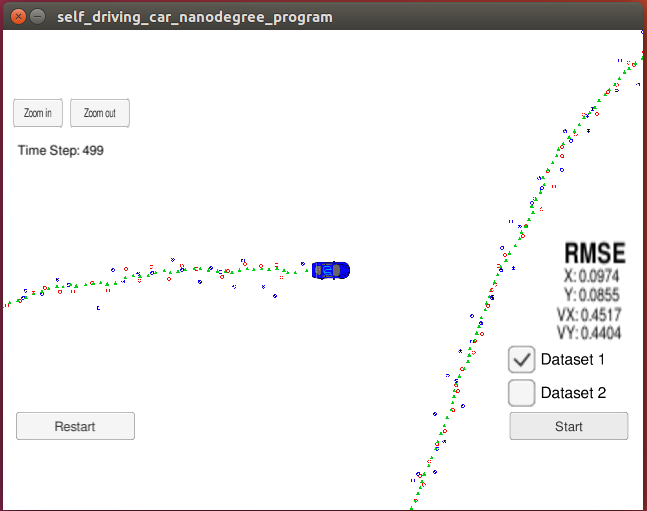 self_driving_car_nanodegree_program
Zoom in
Zoom out
Time Step: 499
RMSE
X: 0.0974
Y: 0.0855
VX: 0.4517
VY: 0.4404
Dataset 1
Dataset 2
Restart
Start